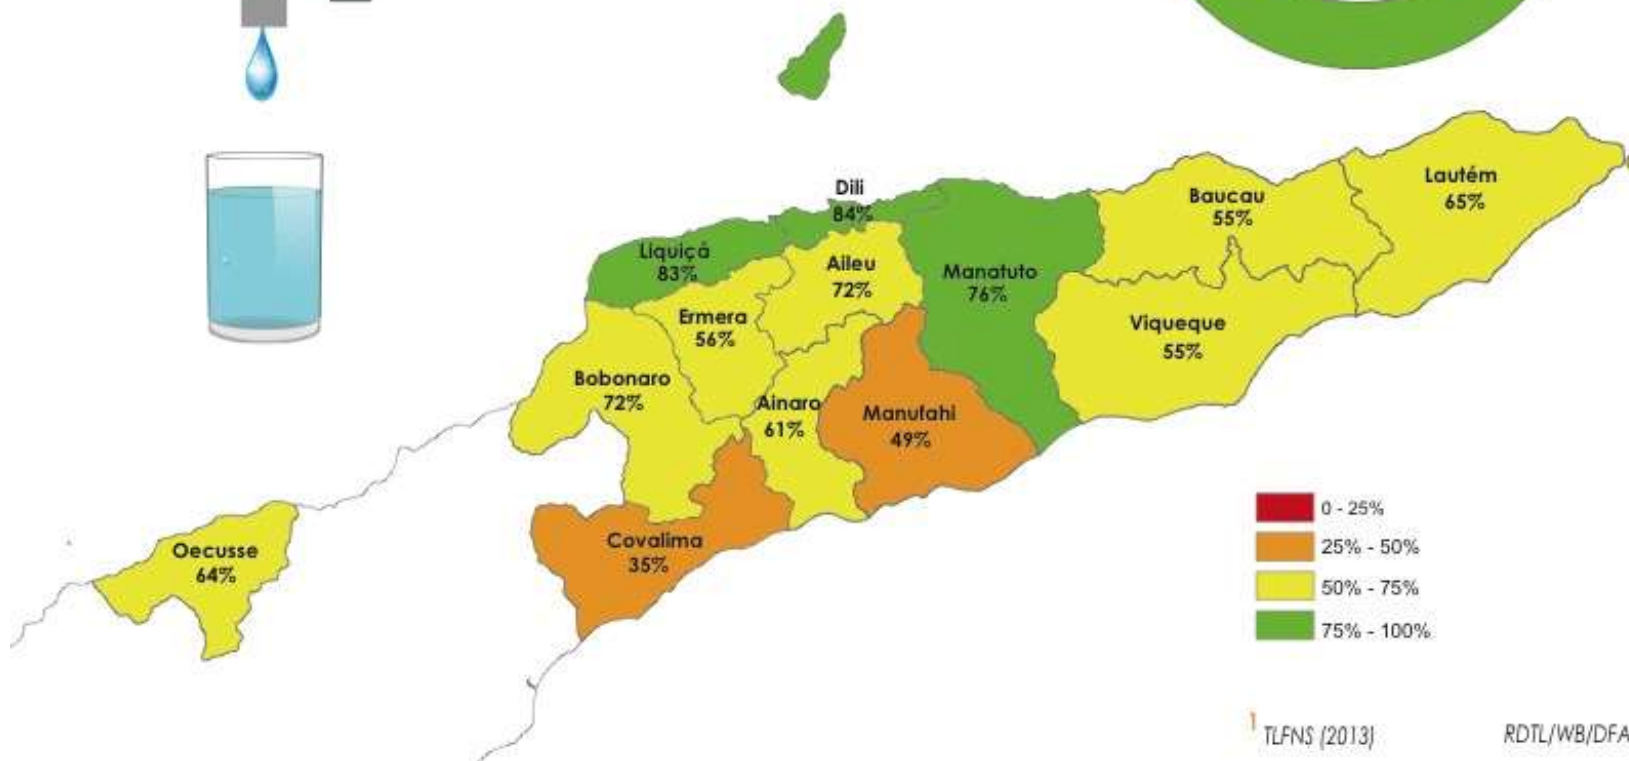 Dili
84%
Lautém
65%
Baucau
55%
Liquiçá
83%
Aileu
72%
Manatuto
76%
Ermera
56%
Viqueque
55%
Bobonaro
72%
Ainaro
61%
Manufahi
49%
Covalima
35%
Oecusse
64%
0 - 25%
25% - 50%
50% - 75%
75% - 100%
1 TLFNS (2013)
RDTL/WB/DFA